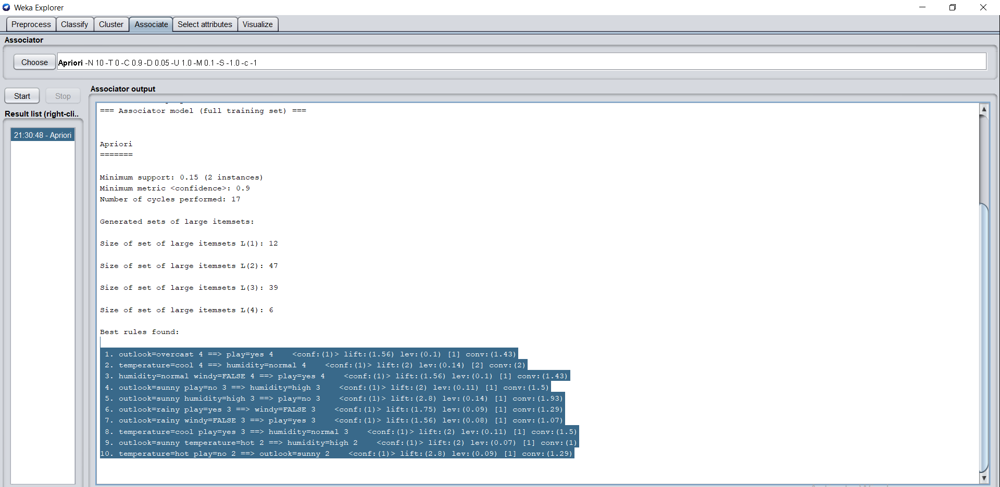 Weka Explorer
Preprocess Classify Cluster Associate Select attributes Visualize
Associator
Choose Apriori -N 10 -T 0 -C 0.9 -D 0.05 -U 1.0 -M 0.1 -S -1.0 -c -1
Start Stop
Associator output
Result list (right-cli..
21:30:48 - Apriori
=== Associator model (full training set) ===
Apriori
=======
Minimum support: 0.15 (2 instances)
Minimum metric <confidence>: 0.9
Number of cycles performed: 17
Generated sets of large itemsets:
Size of set of large itemsets L(1): 12
Size of set of large itemsets L(2): 47
Size of set of large itemsets L(3): 39
Size of set of large itemsets L(4): 6
Best rules found:
1. outlook=overcast 4 ==> play=yes 4    <conf:(1)> lift:(1.56) lev:(0.1) [1] conv:(1.43)
2. temperature=cool 4 ==> humidity=normal 4    <conf:(1)> lift:(2) lev:(0.14) [2] conv:(2)
3. humidity=normal windy=FALSE 4 ==> play=yes 4    <conf:(1)> lift:(1.56) lev:(0.1) [1] conv:(1.43)
4. outlook=sunny play=no 3 ==> humidity=high 3    <conf:(1)> lift:(2) lev:(0.11) [1] conv:(1.5)
5. outlook=sunny humidity=high 3 ==> play=no 3    <conf:(1)> lift:(2.8) lev:(0.14) [1] conv:(1.93)
6. outlook=rainy play=yes 3 ==> windy=FALSE 3    <conf:(1)> lift:(1.75) lev:(0.09) [1] conv:(1.29)
7. outlook=rainy windy=FALSE 3 ==> play=yes 3    <conf:(1)> lift:(1.56) lev:(0.08) [1] conv:(1.07)
8. temperature=cool play=yes 3 ==> humidity=normal 3    <conf:(1)> lift:(2) lev:(0.11) [1] conv:(1.5)
9. outlook=sunny temperature=hot 2 ==> humidity=high 2    <conf:(1)> lift:(2) lev:(0.07) [1] conv:(1)
10. temperature=hot play=no 2 ==> outlook=sunny 2    <conf:(1)> lift:(2.8) lev:(0.09) [1] conv:(1.29)